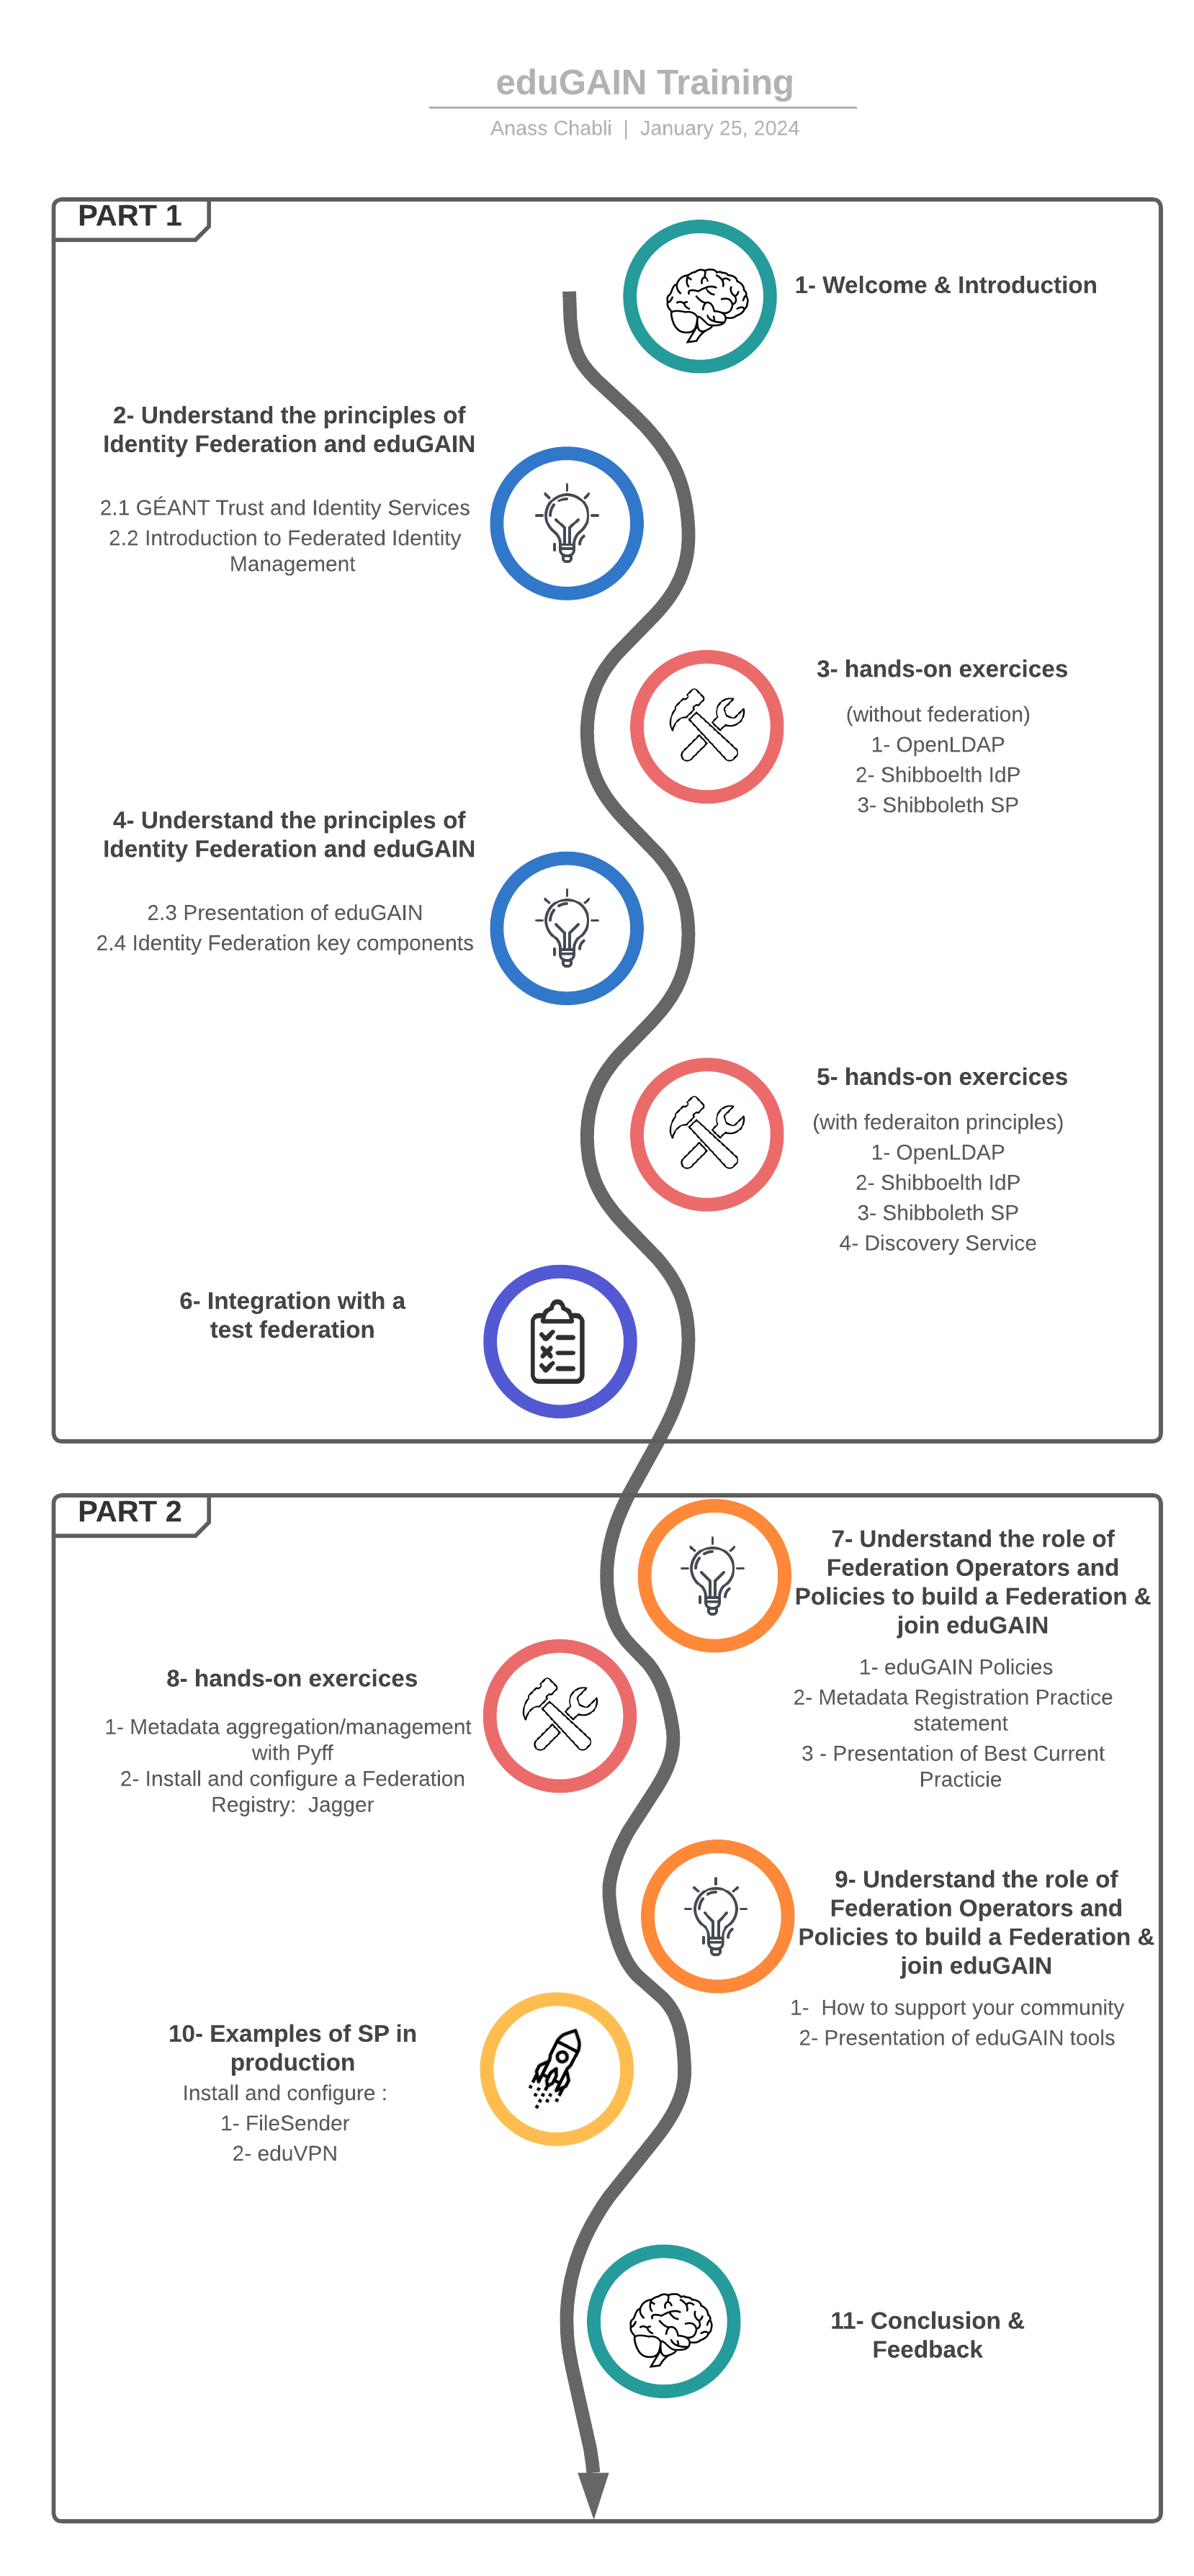 eduGAIN Training
Anass Chabli | January 25, 2024
PART 1
1- Welcome & Introduction
2- Understand the principles of
Identity Federation and eduGAIN
2.1 GÉANT Trust and Identity Services
2.2 Introduction to Federated Identity
Management
3- hands-on exercices
(without federation)
1- OpenLDAP
2- Shibboelth IdP
3- Shibboleth SP
4- Understand the principles of
Identity Federation and eduGAIN
2.3 Presentation of eduGAIN
2.4 Identity Federation key components
5- hands-on exercices
(with federaiton principles)
1- OpenLDAP
2- Shibboelth IdP
3- Shibboleth SP
4- Discovery Service
6- Integration with a
test federation
PART 2
7- Understand the role of
Federation Operators and
Policies to build a Federation &
join eduGAIN
1- eduGAIN Policies
2- Metadata Registration Practice
statement
3 - Presentation of Best Current
Practicie
8- hands-on exercices
1- Metadata aggregation/management
with Pyff
2- Install and configure a Federation
Registry:  Jagger
9- Understand the role of
Federation Operators and
Policies to build a Federation &
join eduGAIN
1-  How to support your community
2- Presentation of eduGAIN tools
10- Examples of SP in
production
Install and configure :
1- FileSender
2- eduVPN
11- Conclusion &
Feedback